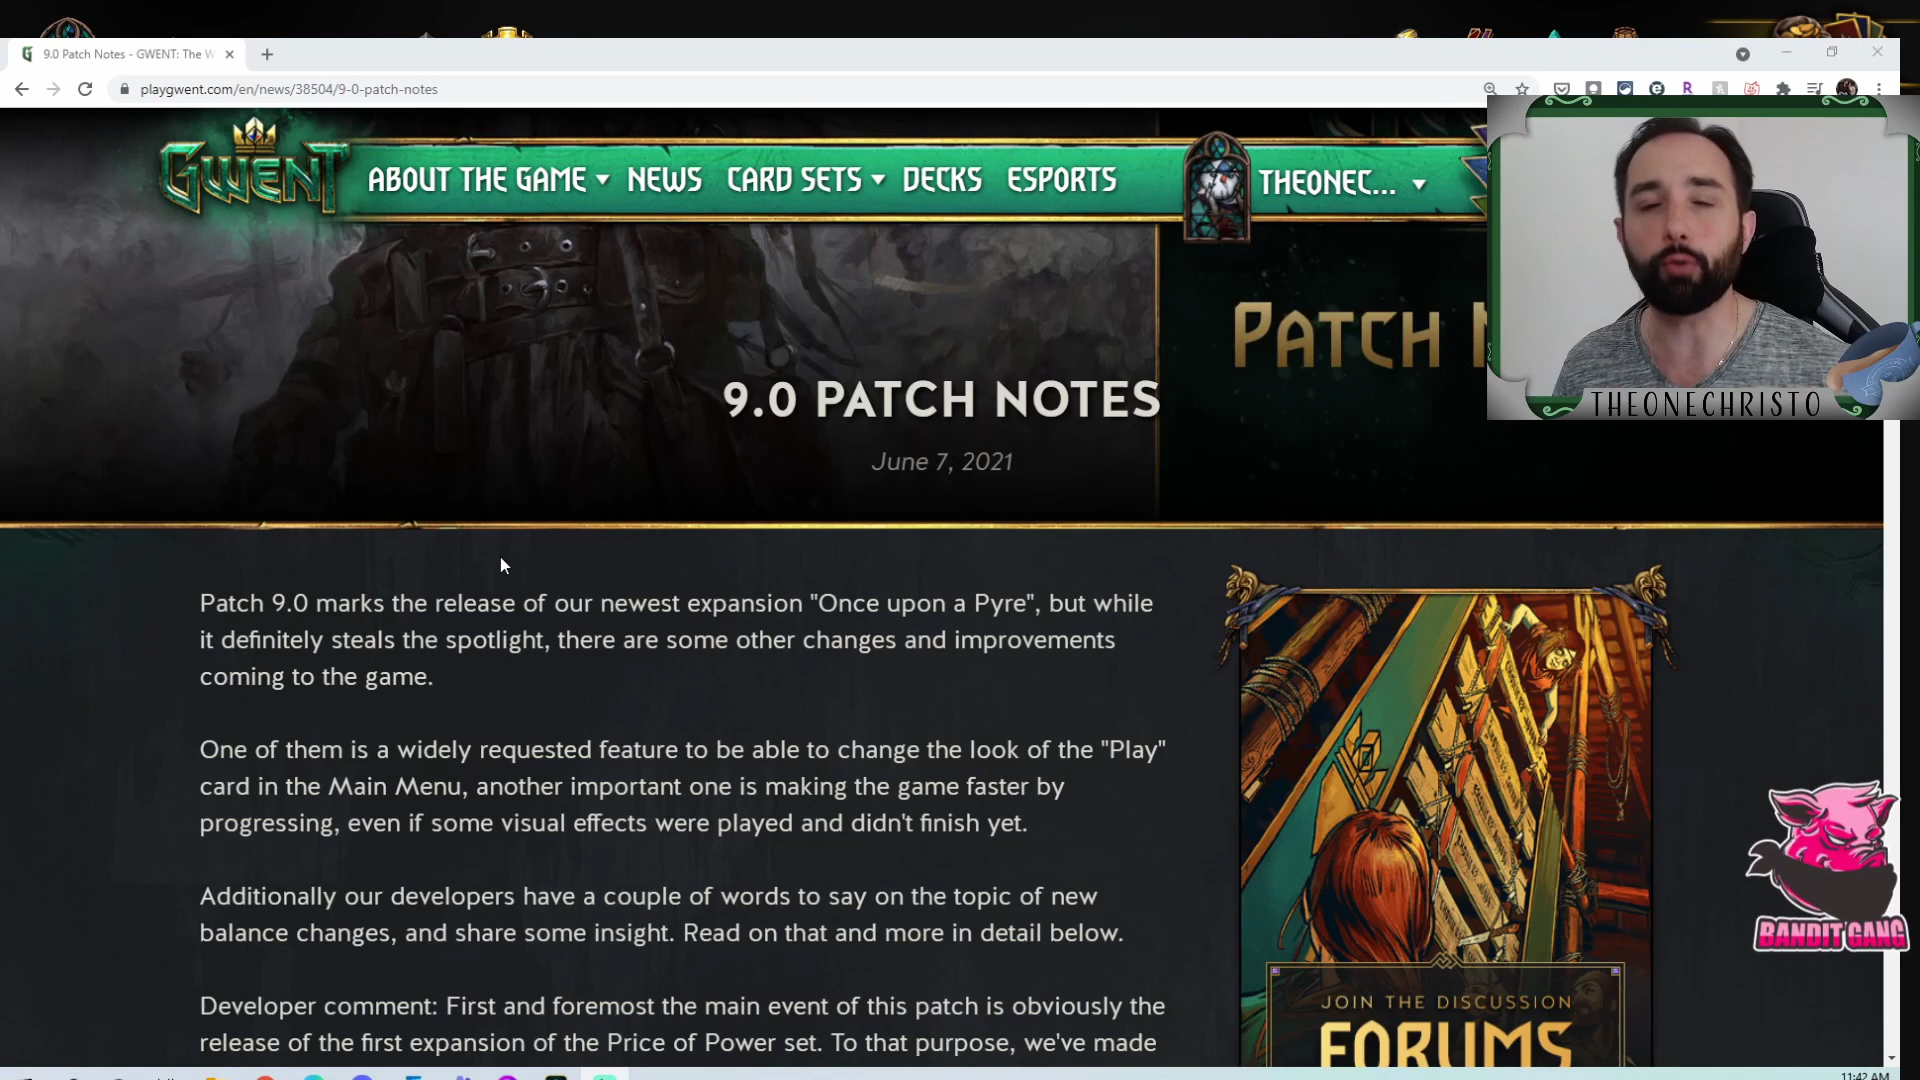 9.0 Patch Notes - GWENT: The W
playgwent.com/en/news/38504/9-0-patch-notes
GWENT
ABOUT THE GAME
NEWS
CARD SETS
DECKS
ESPORTS
THEONEC...
PATCH
9.0 PATCH NOTES
June 7, 2021
THEONECHRISTO
Patch 9.0 marks the release of our newest expansion "Once upon a Pyre", but while
it definitely steals the spotlight, there are some other changes and improvements
coming to the game.
One of them is a widely requested feature to be able to change the look of the "Play"
card in the Main Menu, another important one is making the game faster by
progressing, even if some visual effects were played and didn't finish yet.
Additionally our developers have a couple of words to say on the topic of new
balance changes, and share some insight. Read on that and more in detail below.
Developer comment: First and foremost the main event of this patch is obviously the
release of the first expansion of the Price of Power set. To that purpose, we've made
BANDIT GANG
JOIN THE DISCUSSION
FORUMS
11:42 AM